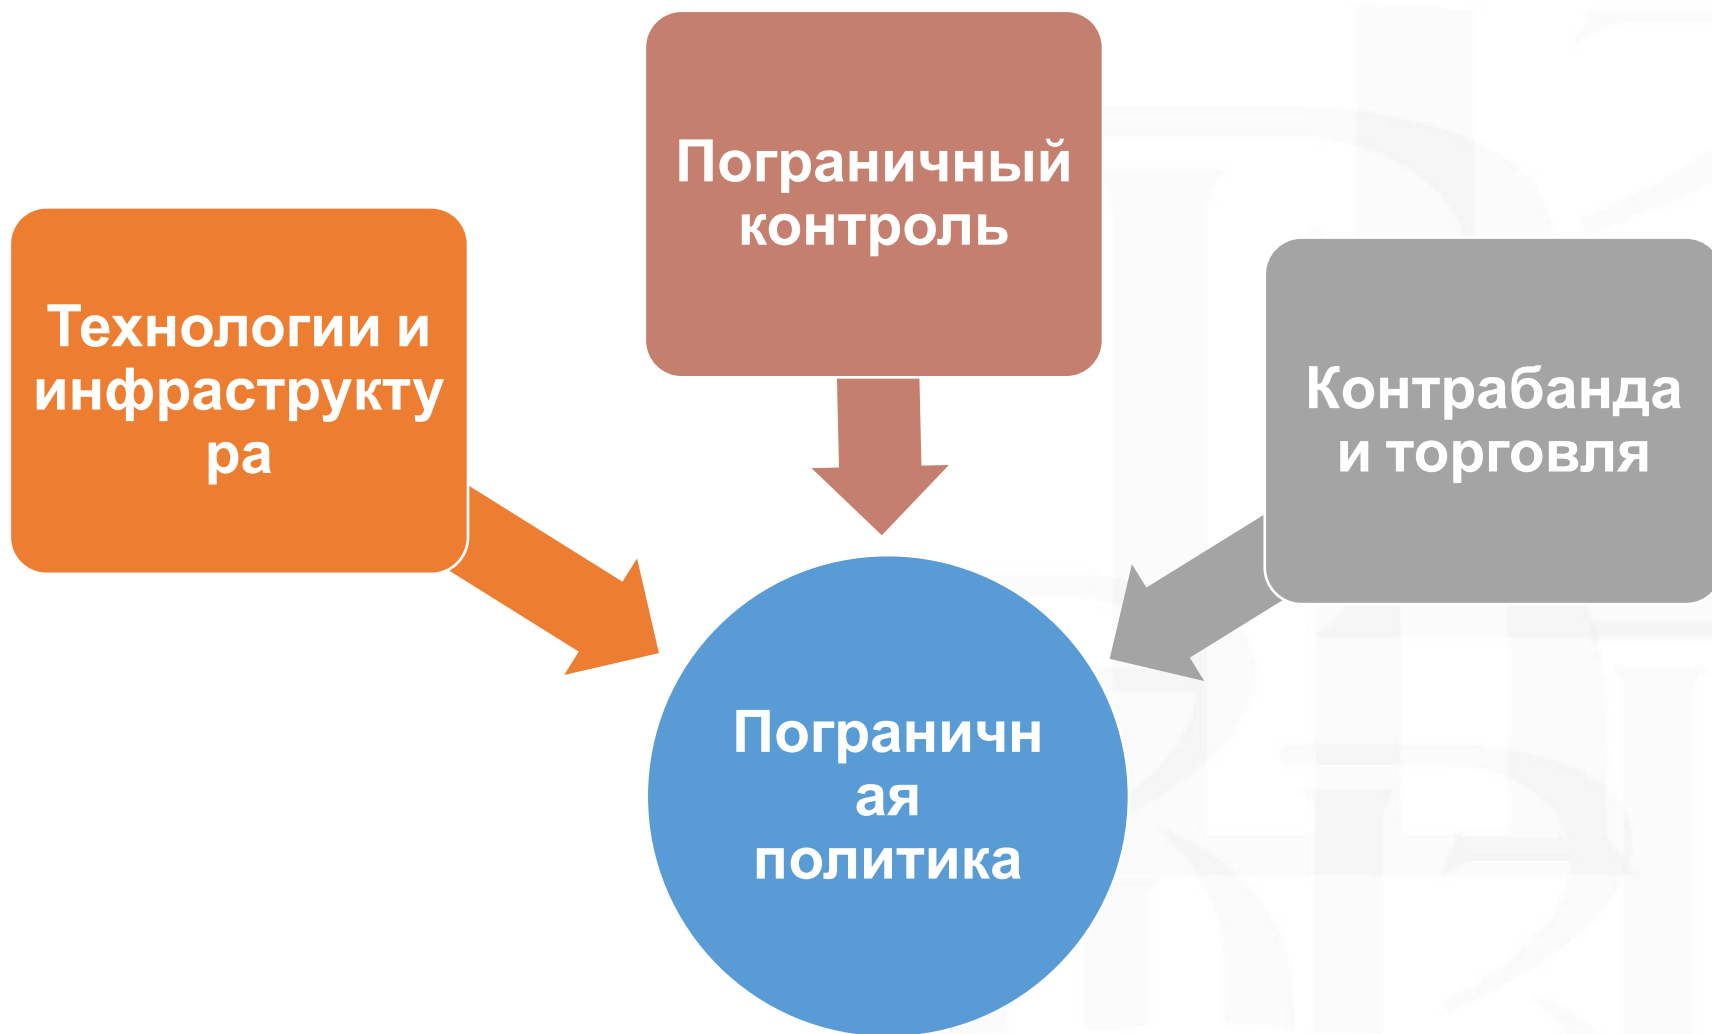 Пограничный
контроль
Технологии и
инфраструкту
ра
Контрабанда
и торговля
Пограничн
ая
политика